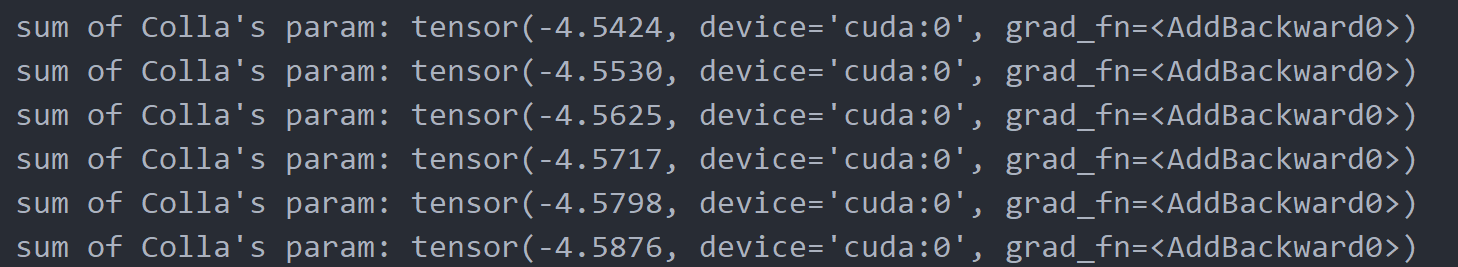 sum of Colla's param: tensor(-4.5424, device='cuda:0', grad_fn=<AddBackward0>)
sum of Colla's param: tensor(-4.5530, device='cuda:0', grad_fn=<AddBackward0>)
sum of Colla's param: tensor(-4.5625, device='cuda:0', grad_fn=<AddBackward0>)
sum of Colla's param: tensor(-4.5717, device='cuda:0', grad_fn=<AddBackward0>)
sum of Colla's param: tensor(-4.5798, device='cuda:0', grad_fn=<AddBackward0>)
sum of Colla's param: tensor(-4.5876, device='cuda:0', grad_fn=<AddBackward0>)